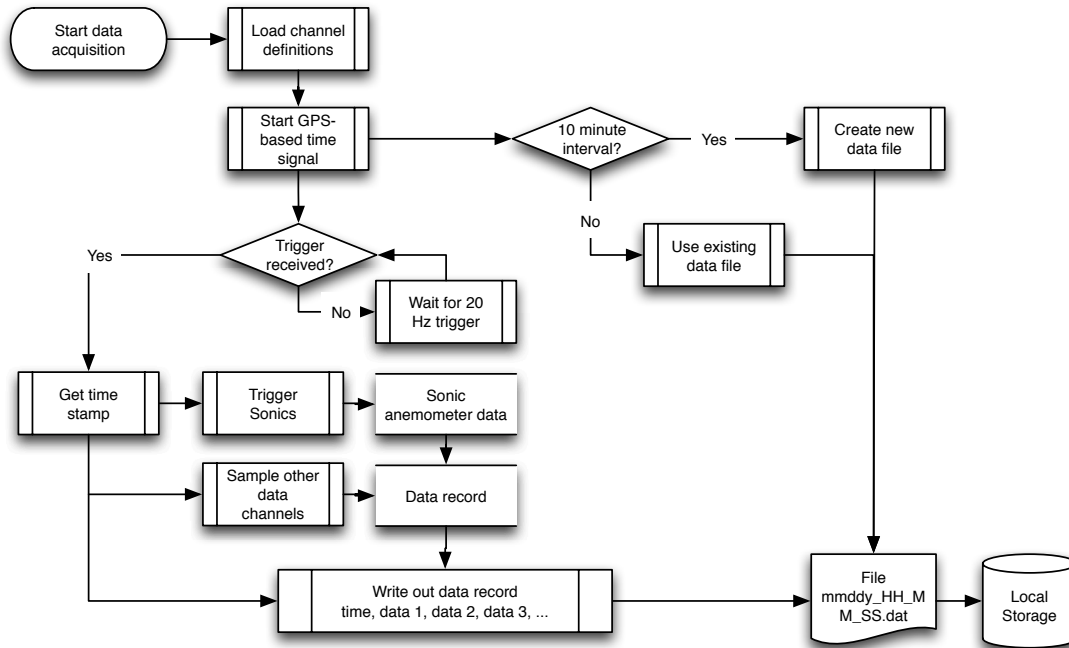 Start data
acquisition
Load channel
definitions
Start GPS-
based time
signal
10 minute
interval?
Yes
Create new
data file
No
Use existing
data file
Yes
Trigger
received?
No
Wait for 20
Hz trigger
Get time
stamp
Trigger
Sonics
Sonic
anemometer data
Sample other
data
channels
Data record
Write out data record
time, data 1, data 2, data 3, ...
File
mmddy_HH_M
M_SS.dat
Local
Storage